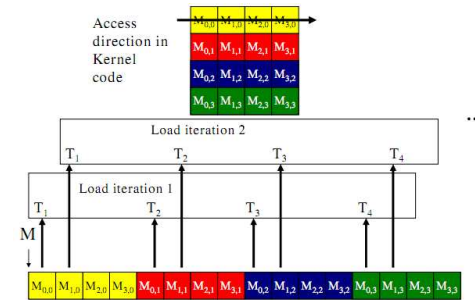 Access
direction in
Kernel
code
M0,0 M1,0 M2,0 M3,0
M0,1 M1,1 M2,1 M3,1
M0,2 M1,2 M2,2 M3,2
M0,3 M1,3 M2,3 M3,3
...
Load iteration 2
T1 T2 T3 T4
Load iteration 1
T1 T2 T3 T4
M
M0,0 M1,0 M2,0 M3,0 M0,1 M1,1 M2,1 M3,1 M0,2 M1,2 M2,2 M3,2 M0,3 M1,3 M2,3 M3,3